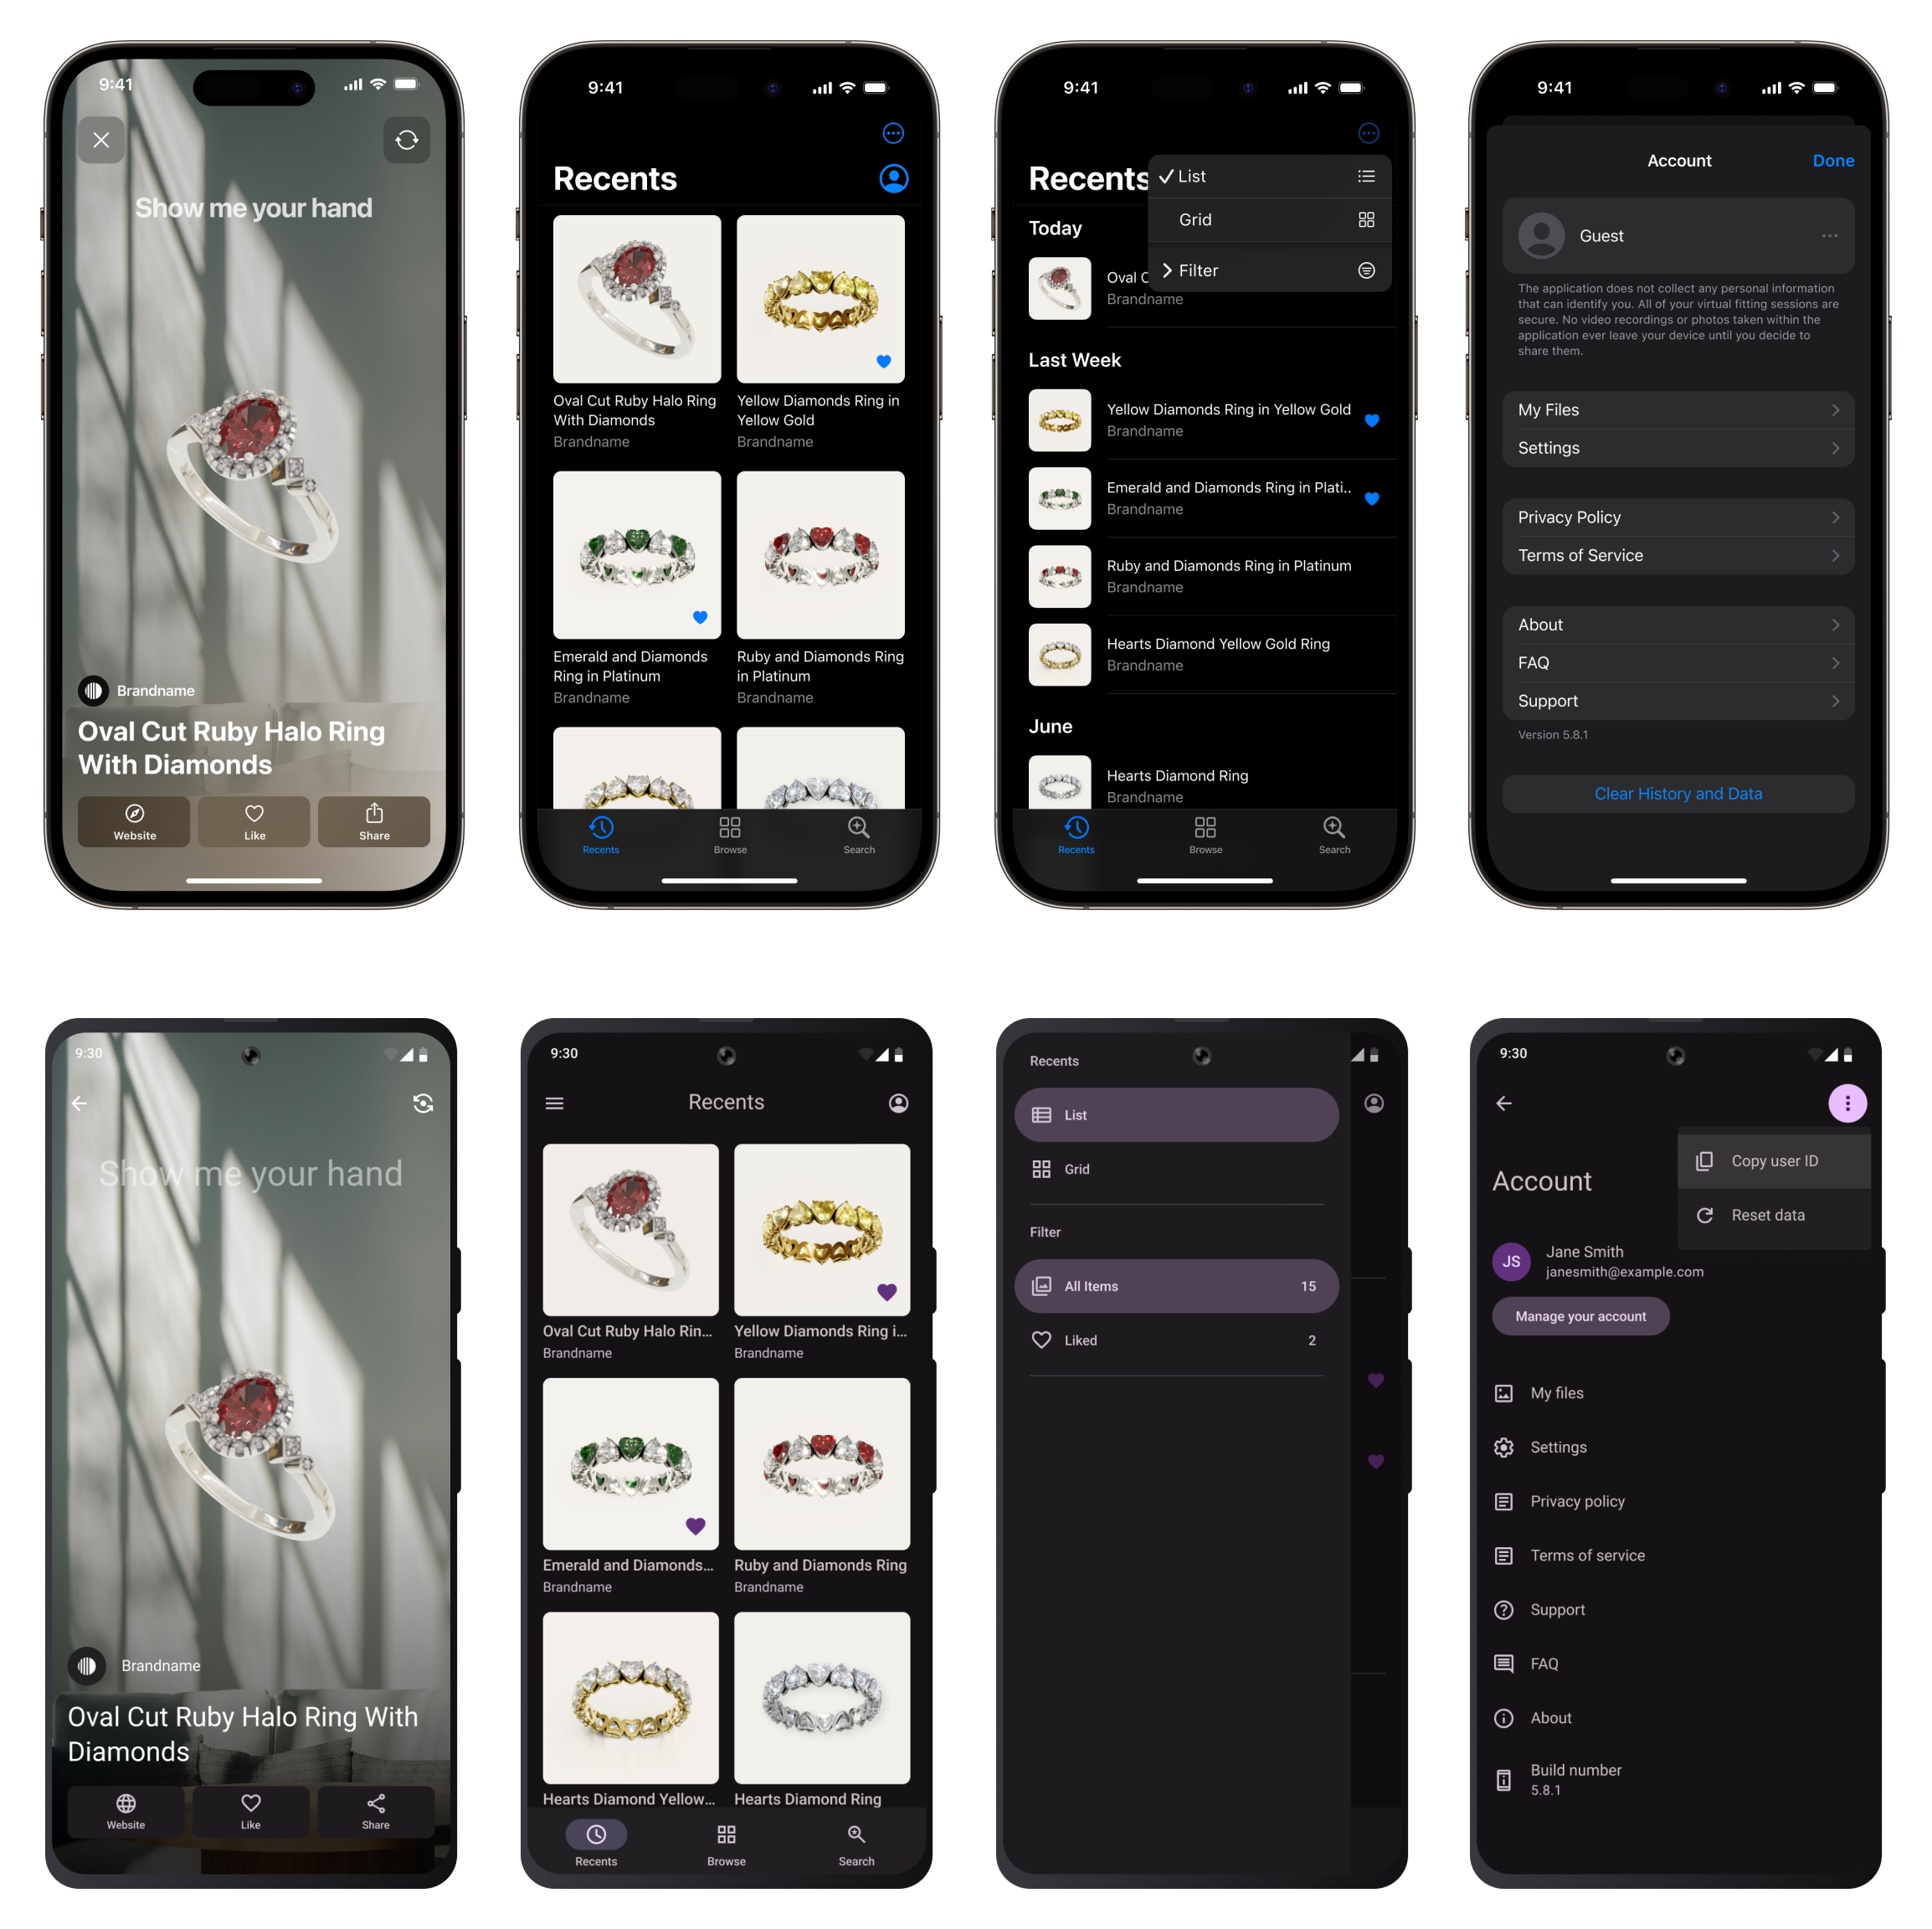 9:41
Show me your hand
Brandname
Oval Cut Ruby Halo Ring
With Diamonds
Website
Like
Share
9:41
Recents
Oval Cut Ruby Halo Ring
With Diamonds
Brandname
Yellow Diamonds Ring in
Yellow Gold
Brandname
Emerald and Diamonds
Ring in Platinum
Brandname
Ruby and Diamonds Ring
in Platinum
Brandname
Recents
Browse
Search
9:41
Recents
List
Grid
Filter
Today
Oval C
Brandname
Last Week
Yellow Diamonds Ring in Yellow Gold
Brandname
Emerald and Diamonds Ring in Plati..
Brandname
Ruby and Diamonds Ring in Platinum
Brandname
Hearts Diamond Yellow Gold Ring
Brandname
June
Hearts Diamond Ring
Brandname
Recents
Browse
Search
9:41
Account
Done
Guest
The application does not collect any personal information
that can identify you. All of your virtual fitting sessions are
secure. No video recordings or photos taken within the
application ever leave your device until you decide to
share them.
My Files
Settings
Privacy Policy
Terms of Service
About
FAQ
Support
Version 5.8.1
Clear History and Data
9:30
Show me your hand
Brandname
Oval Cut Ruby Halo Ring With
Diamonds
Website
Like
Share
9:30
Recents
Oval Cut Ruby Halo Rin...
Brandname
Yellow Diamonds Ring i...
Brandname
Emerald and Diamonds...
Brandname
Ruby and Diamonds Ring
Brandname
Hearts Diamond Yellow...
Hearts Diamond Ring
Recents
Browse
Search
Recents
List
Grid
Filter
All Items 15
Liked 2
9:30
Copy user ID
Reset data
Account
JS
Jane Smith
janesmith@example.com
Manage your account
My files
Settings
Privacy policy
Terms of service
Support
FAQ
About
Build number
5.8.1